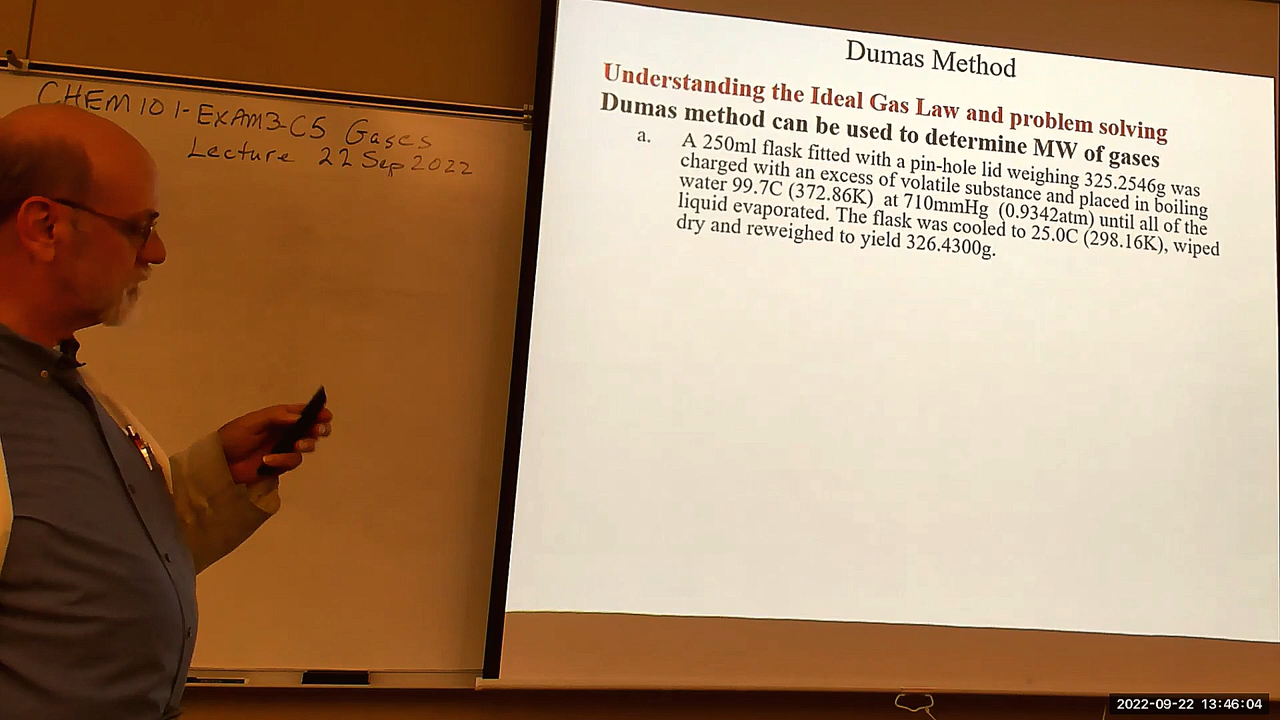 CHEM 101-EXAM3-C5 Gases
Lecture 22 Sep 2022
Dumas Method
Understanding the Ideal Gas Law and problem solving
Dumas method can be used to determine MW of gases
a. A 250ml flask fitted with a pin-hole lid weighing 325.2546g was
charged with an excess of volatile substance and placed in boiling
water 99.7C (372.86K) at 710mmHg (0.9342atm) until all of the
liquid evaporated. The flask was cooled to 25.0C (298.16K), wiped
dry and reweighed to yield 326.4300g.
2022-09-22 13:46:04